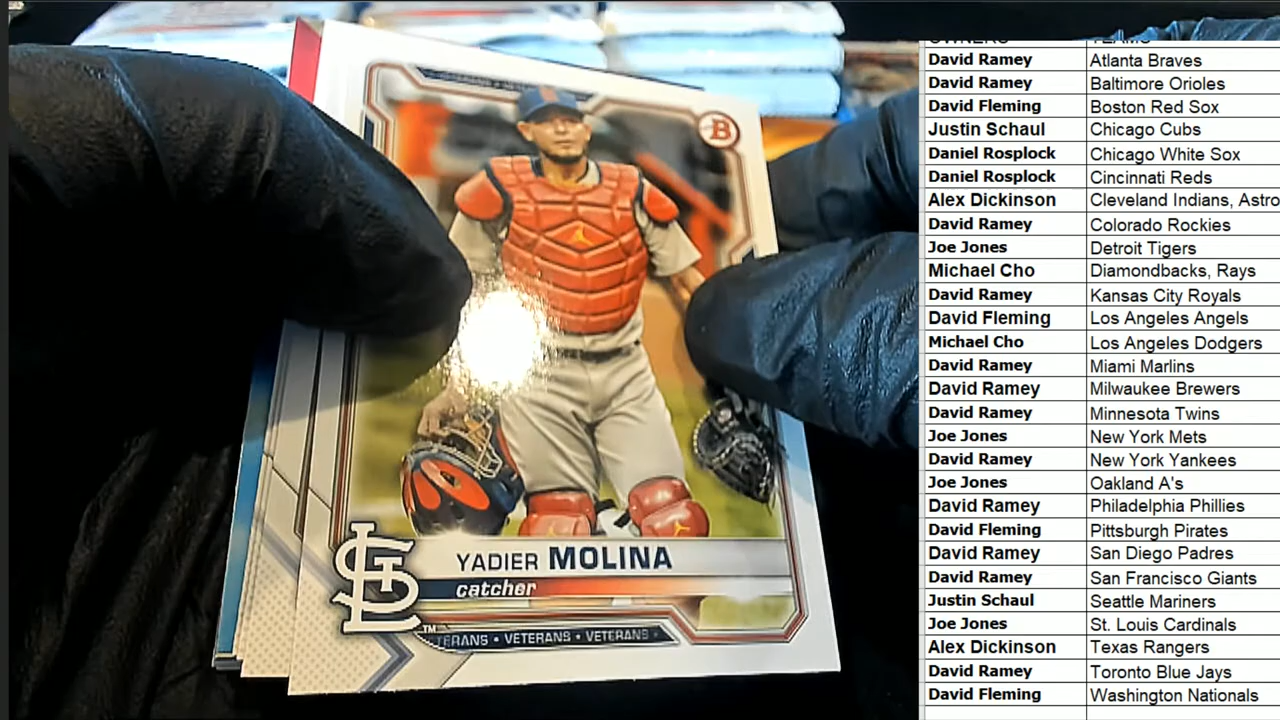 B
YADIER MOLINA
catcher
STL
TM
VETERANS • VETERANS
OWNERS TEAMS
David Ramey Atlanta Braves
David Ramey Baltimore Orioles
David Fleming Boston Red Sox
Justin Schaul Chicago Cubs
Daniel Rosplock Chicago White Sox
Daniel Rosplock Cincinnati Reds
Alex Dickinson Cleveland Indians, Astro
David Ramey Colorado Rockies
Joe Jones Detroit Tigers
Michael Cho Diamondbacks, Rays
David Ramey Kansas City Royals
David Fleming Los Angeles Angels
Michael Cho Los Angeles Dodgers
David Ramey Miami Marlins
David Ramey Milwaukee Brewers
David Ramey Minnesota Twins
Joe Jones New York Mets
David Ramey New York Yankees
Joe Jones Oakland A's
David Ramey Philadelphia Phillies
David Fleming Pittsburgh Pirates
David Ramey San Diego Padres
David Ramey San Francisco Giants
Justin Schaul Seattle Mariners
Joe Jones St. Louis Cardinals
Alex Dickinson Texas Rangers
David Ramey Toronto Blue Jays
David Fleming Washington Nationals